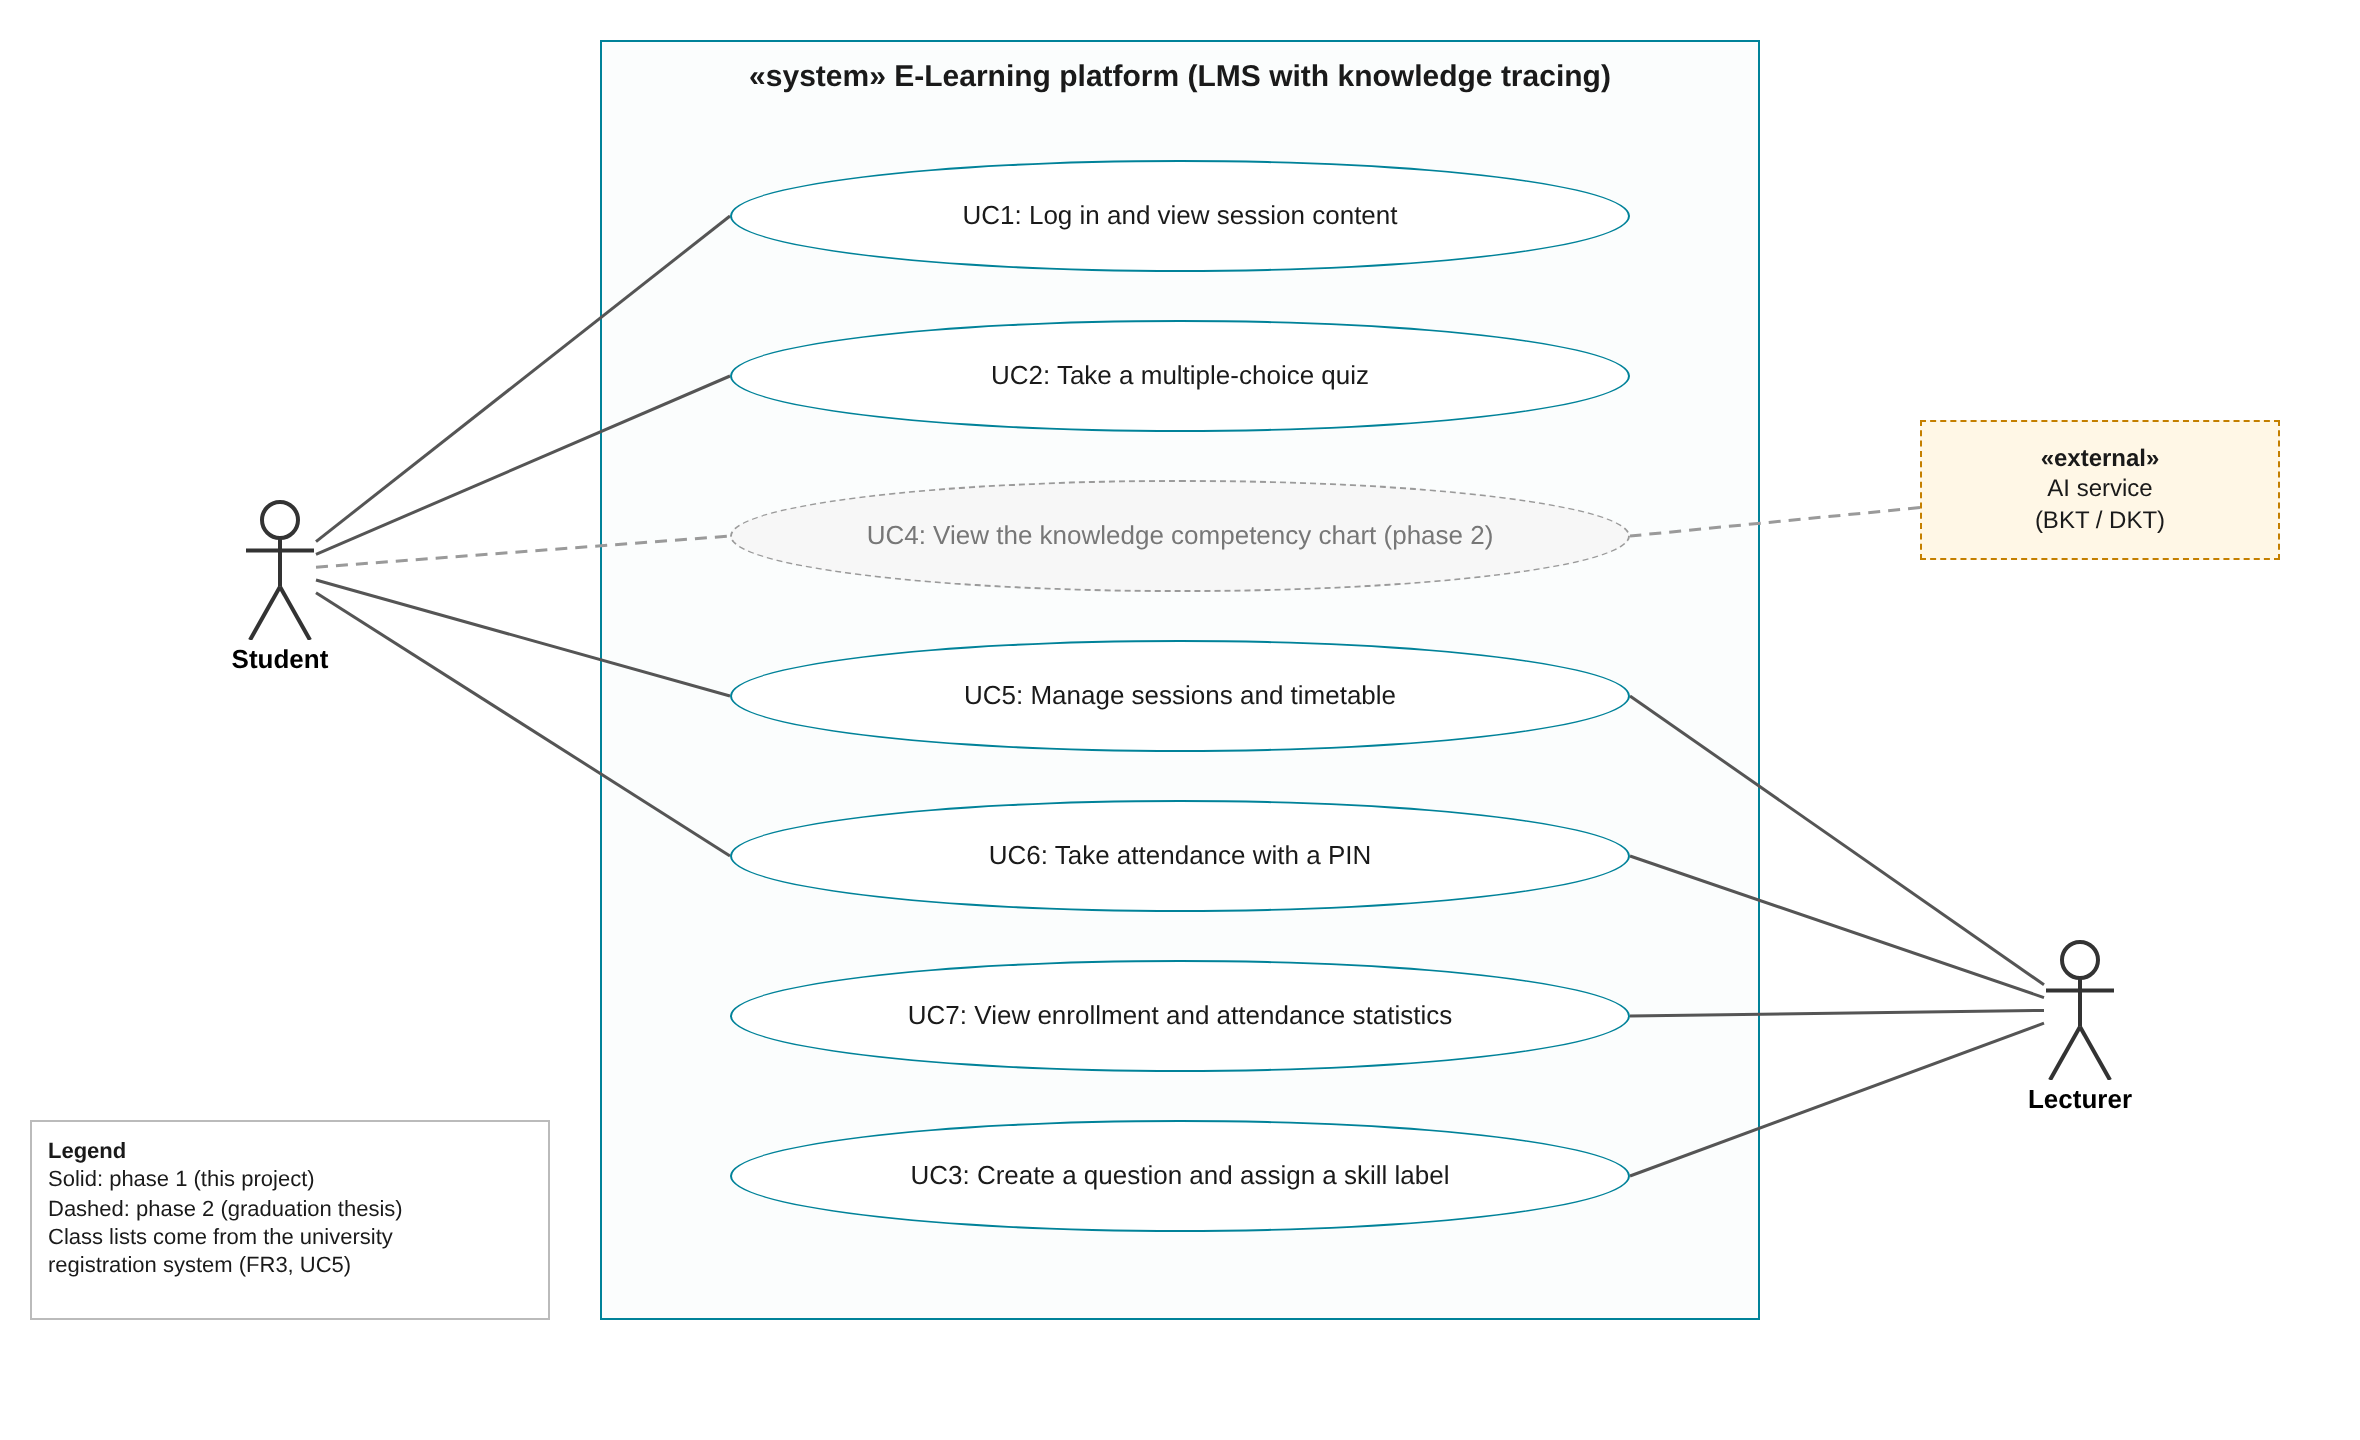 «system» E-Learning platform (LMS with knowledge tracing)
UC1: Log in and view session content
UC2: Take a multiple-choice quiz
«external»
AI service
(BKT / DKT)
UC4: View the knowledge competency chart (phase 2)
Student
UC5: Manage sessions and timetable
UC6: Take attendance with a PIN
UC7: View enrollment and attendance statistics
Lecturer
UC3: Create a question and assign a skill label
Legend
Solid: phase 1 (this project)
Dashed: phase 2 (graduation thesis)
Class lists come from the university
registration system (FR3, UC5)